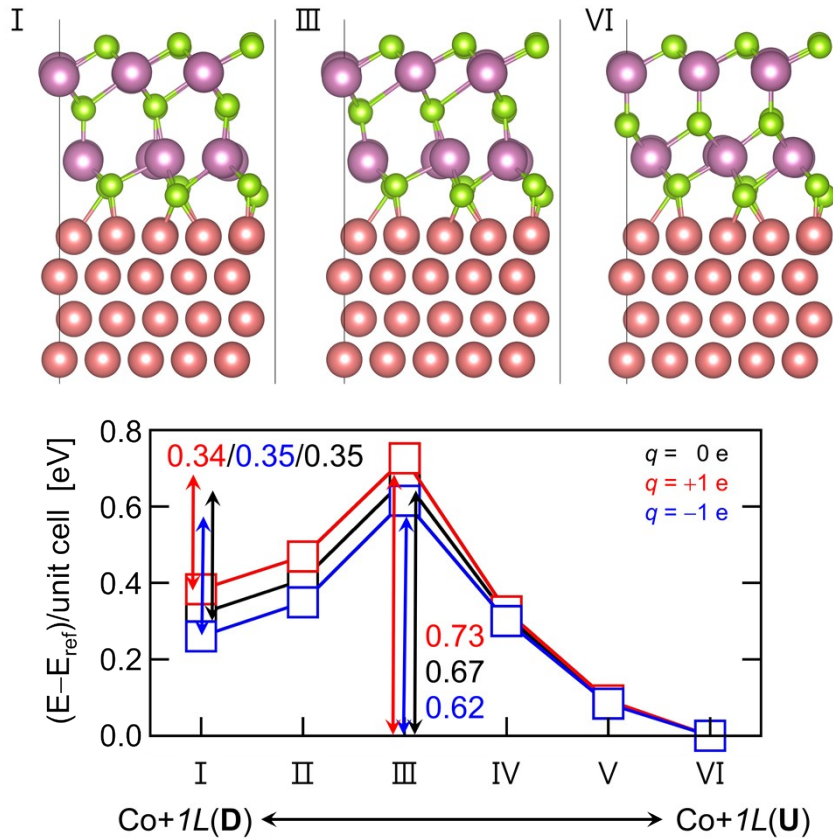 I III VI
(E−E_ref)/unit cell [eV]
0.8
0.6
0.4
0.2
0.0
0.34/0.35/0.35
q = 0 e
q = +1 e
q = −1 e
0.73
0.67
0.62
I II III IV V VI
Co+1L(D) Co+1L(U)